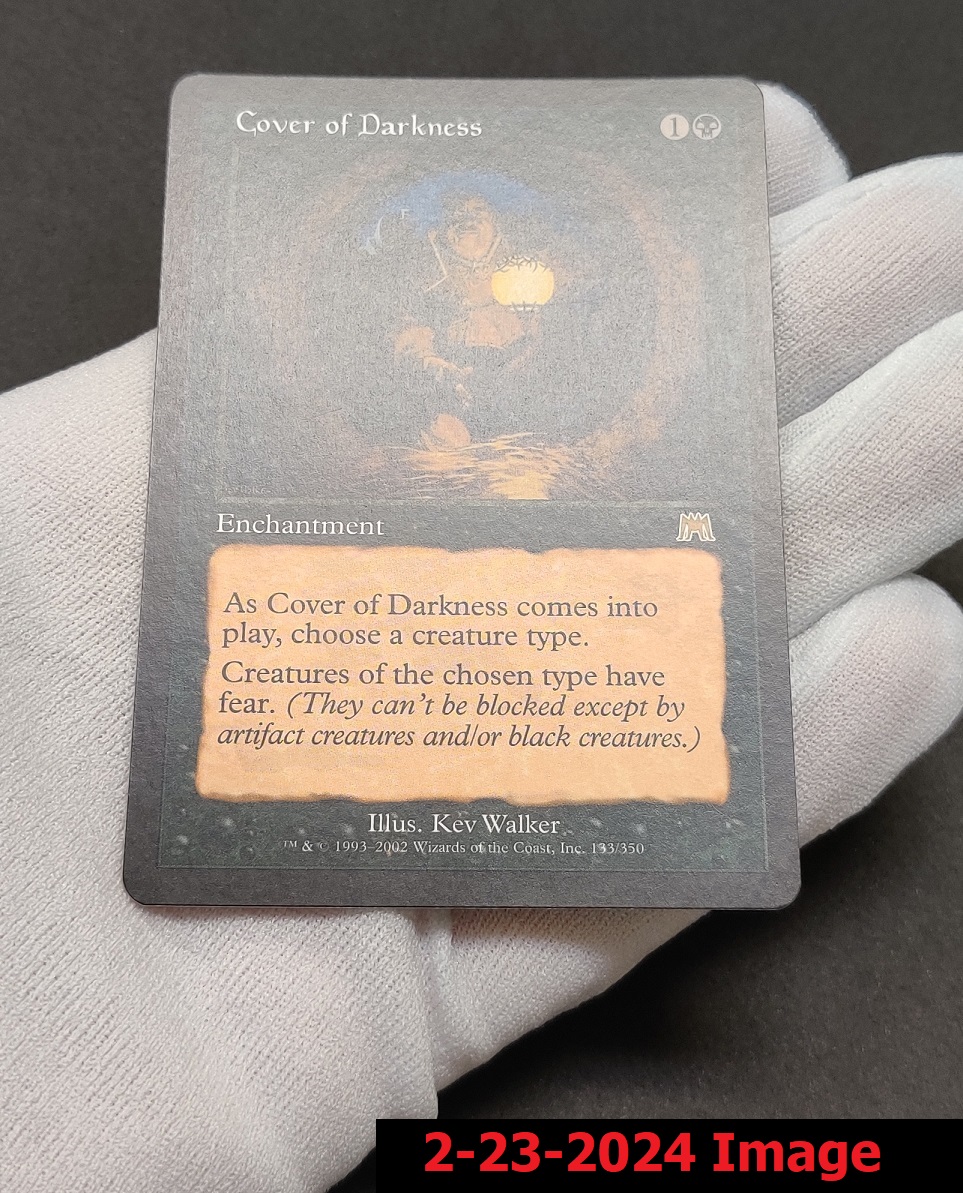 Cover of Darkness 1
Enchantment
As Cover of Darkness comes into
play, choose a creature type.
Creatures of the chosen type have
fear. (They can't be blocked except by
artifact creatures and/or black creatures.)
Illus. Kev Walker
™ & © 1993–2002 Wizards of the Coast, Inc. 133/350
2-23-2024 Image